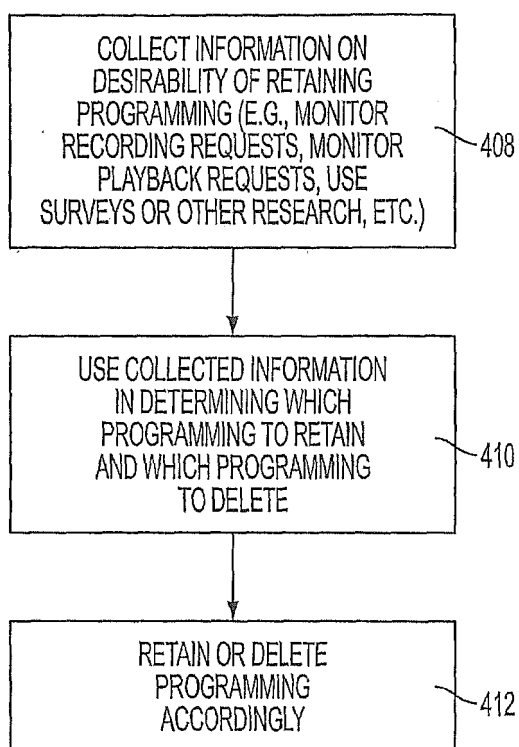 COLLECT INFORMATION ON
DESIRABILITY OF RETAINING
PROGRAMMING (E.G., MONITOR
RECORDING REQUESTS, MONITOR
PLAYBACK REQUESTS, USE
SURVEYS OR OTHER RESEARCH, ETC.)
408
USE COLLECTED INFORMATION
IN DETERMINING WHICH
PROGRAMMING TO RETAIN
AND WHICH PROGRAMMING
TO DELETE
410
RETAIN OR DELETE
PROGRAMMING
ACCORDINGLY
412